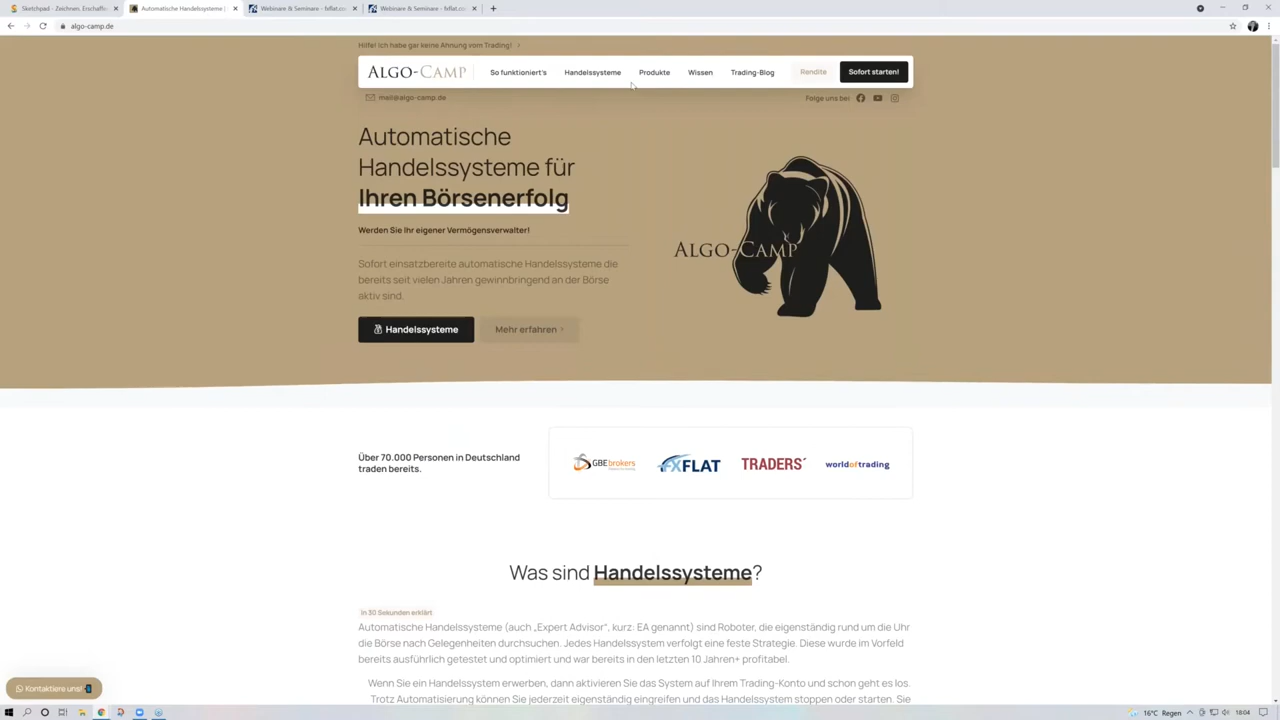 Sketchpad - Zeichnen, Erschaffe
Automatische Handelssysteme |
Webinare & Seminare - fxflat.co
Webinare & Seminare - fxflat.co
algo-camp.de
Hilfe! Ich habe gar keine Ahnung vom Trading! >
ALGO-CAMP
So funktioniert's Handelssysteme Produkte Wissen Trading-Blog Rendite Sofort starten!
mail@algo-camp.de
Folge uns bei
Automatische
Handelssysteme für
Ihren Börsenerfolg
Werden Sie Ihr eigener Vermögensverwalter!
Sofort einsatzbereite automatische Handelssysteme die
bereits seit vielen Jahren gewinnbringend an der Börse
aktiv sind.
Handelssysteme
Mehr erfahren >
ALGO-CAMP
Über 70.000 Personen in Deutschland
traden bereits.
GBEbrokers
FXFLAT
TRADERS'
worldoftrading
Was sind Handelssysteme?
In 30 Sekunden erklärt
Automatische Handelssysteme (auch „Expert Advisor", kurz: EA genannt) sind Roboter, die eigenständig rund um die Uhr
die Börse nach Gelegenheiten durchsuchen. Jedes Handelssystem verfolgt eine feste Strategie. Diese wurde im Vorfeld
bereits ausführlich getestet und optimiert und war bereits in den letzten 10 Jahren+ profitabel.
Wenn Sie ein Handelssystem erwerben, dann aktivieren Sie das System auf Ihrem Trading-Konto und schon geht es los.
Trotz Automatisierung können Sie jederzeit eigenständig eingreifen und das Handelssystem stoppen oder starten. Sie
Kontaktiere uns!
16°C Regen
18:04